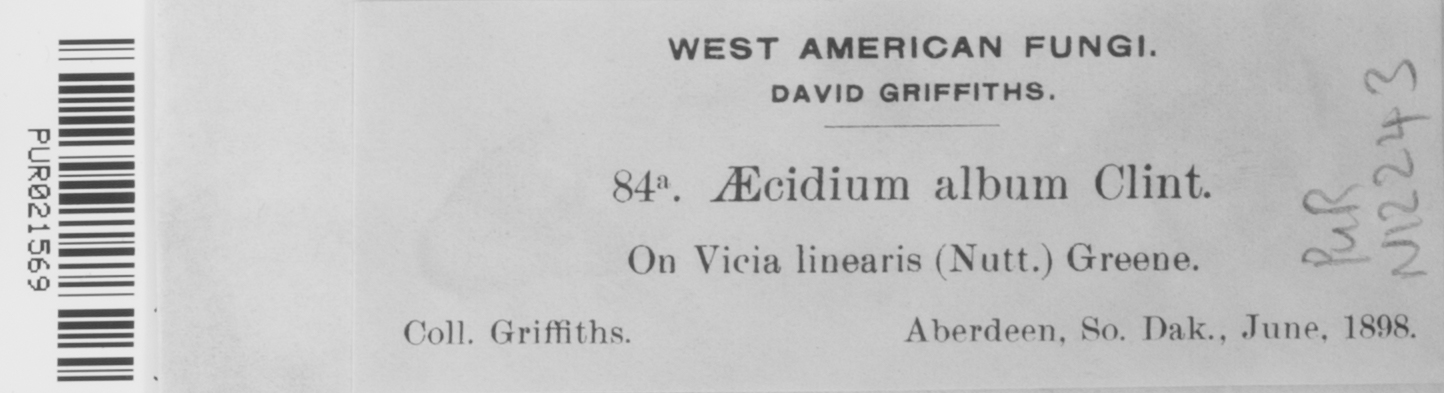 WEST AMERICAN FUNGI.
DAVID GRIFFITHS.
84a. Æcidium album Clint.
On Vicia linearis (Nutt.) Greene.
Coll. Griffiths. Aberdeen, So. Dak., June, 1898.
PUR
N12243
PUR021569